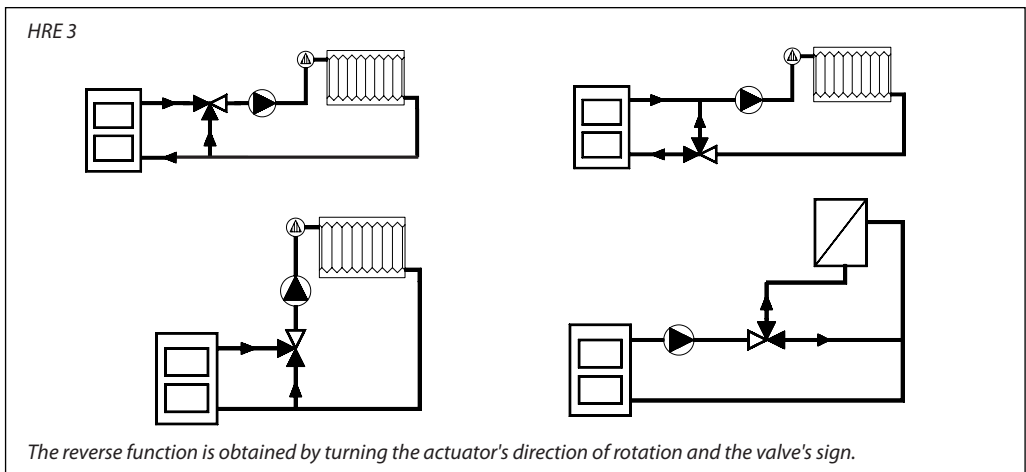 HRE 3
The reverse function is obtained by turning the actuator's direction of rotation and the valve's sign.